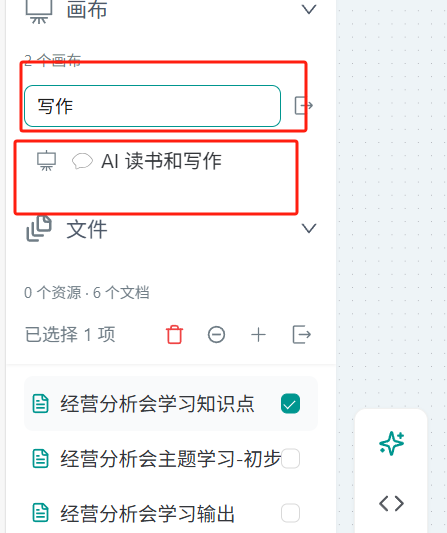 画布
2 个画布
写作
AI 读书和写作
文件
0 个资源 · 6 个文档
已选择 1 项
经营分析会学习知识点
经营分析会主题学习-初步
经营分析会学习输出